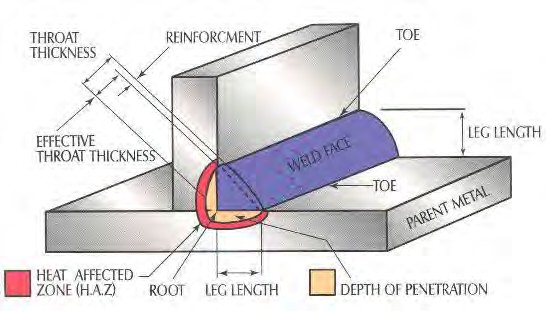 THROAT
THICKNESS
REINFORCMENT
TOE
EFFECTIVE
THROAT THICKNESS
LEG LENGTH
WELD FACE
TOE
PARENT METAL
HEAT AFFECTED
ZONE (H.A.Z)
ROOT
LEG LENGTH
DEPTH OF PENETRATION